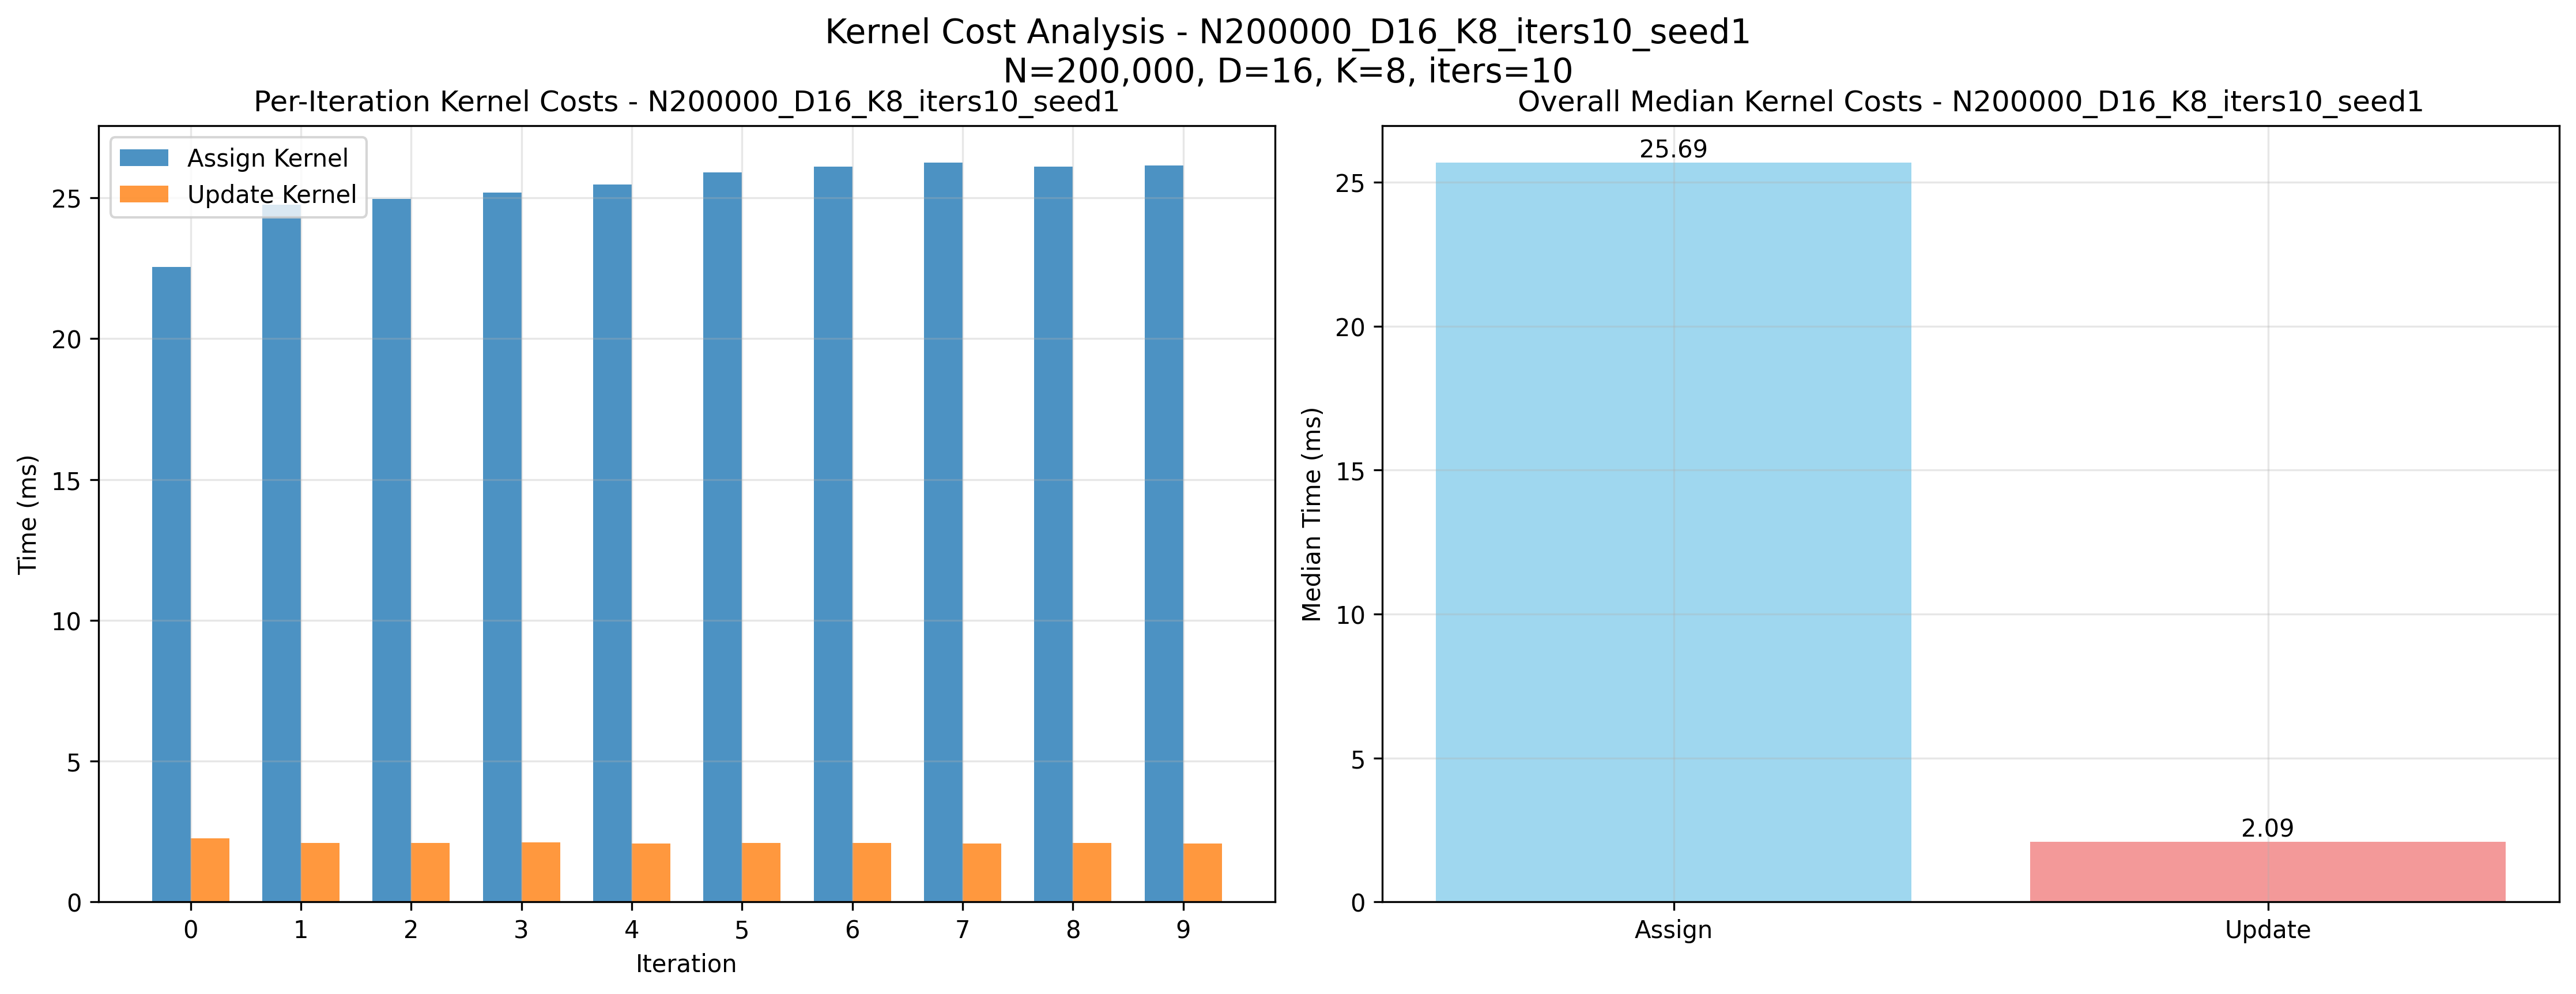 Kernel Cost Analysis - N200000_D16_K8_iters10_seed1
N=200,000, D=16, K=8, iters=10
Per-Iteration Kernel Costs - N200000_D16_K8_iters10_seed1
Assign Kernel
Update Kernel
Time (ms)
25
20
15
10
5
0
0 1 2 3 4 5 6 7 8 9
Iteration
Overall Median Kernel Costs - N200000_D16_K8_iters10_seed1
Median Time (ms)
25
20
15
10
5
0
25.69
2.09
Assign Update